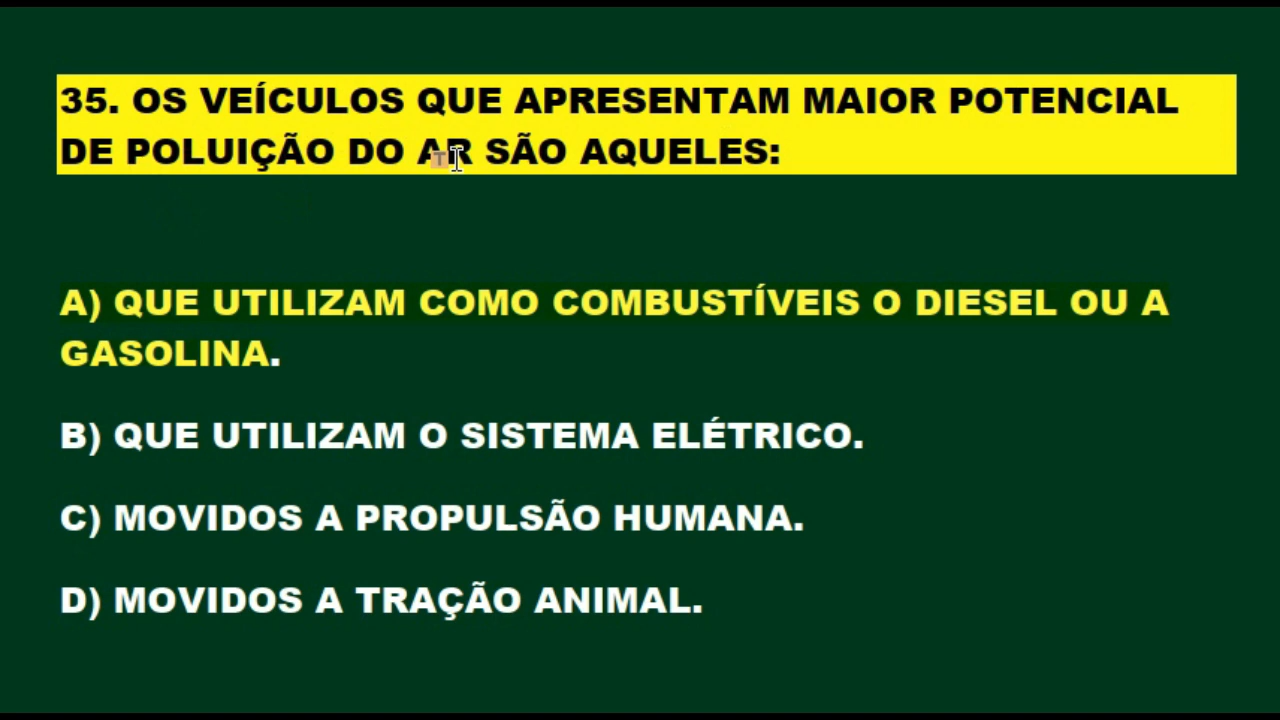 35. OS VEÍCULOS QUE APRESENTAM MAIOR POTENCIAL
DE POLUIÇÃO DO AR SÃO AQUELES:
A) QUE UTILIZAM COMO COMBUSTÍVEIS O DIESEL OU A
GASOLINA.
B) QUE UTILIZAM O SISTEMA ELÉTRICO.
C) MOVIDOS A PROPULSÃO HUMANA.
D) MOVIDOS A TRAÇÃO ANIMAL.